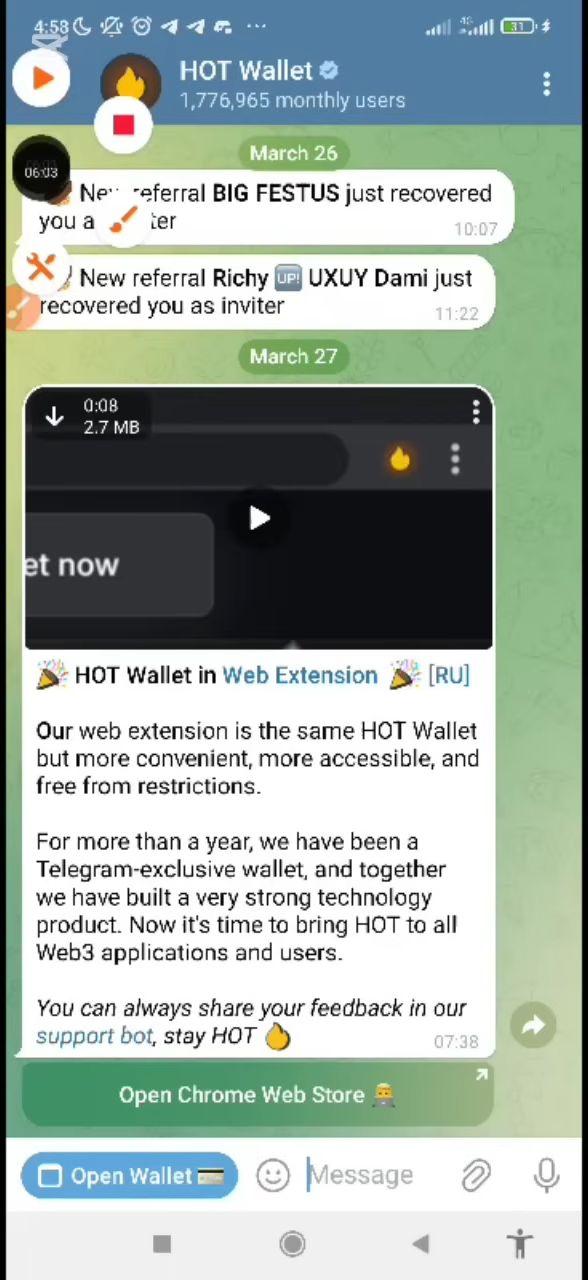 4:58
4G
31
HOT Wallet
1,776,965 monthly users
March 26
06:03
New referral BIG FESTUS just recovered
you a ter
10:07
New referral Richy UP! UXUY Dami just
recovered you as inviter
11:22
March 27
0:08
2.7 MB
et now
HOT Wallet in Web Extension [RU]
Our web extension is the same HOT Wallet
but more convenient, more accessible, and
free from restrictions.
For more than a year, we have been a
Telegram-exclusive wallet, and together
we have built a very strong technology
product. Now it's time to bring HOT to all
Web3 applications and users.
You can always share your feedback in our
support bot, stay HOT
07:38
Open Chrome Web Store
Open Wallet
Message